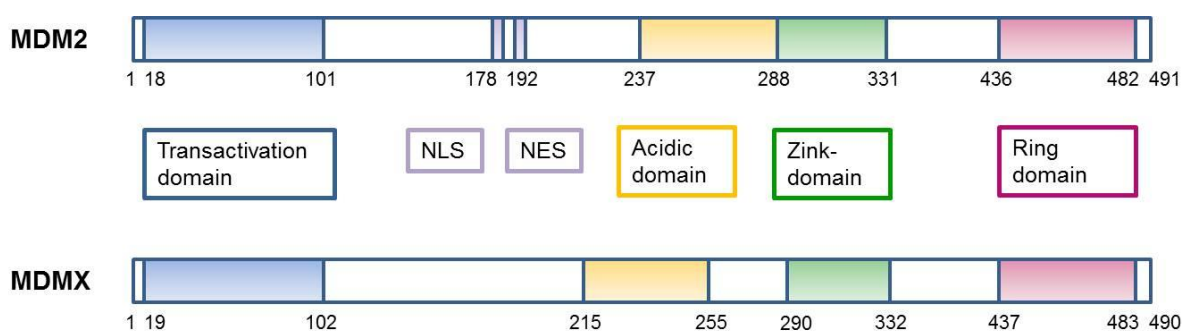 MDM2
1 18 101 178 192 237 288 331 436 482 491
Transactivation
domain
NLS
NES
Acidic
domain
Zink-
domain
Ring
domain
MDMX
1 19 102 215 255 290 332 437 483 490